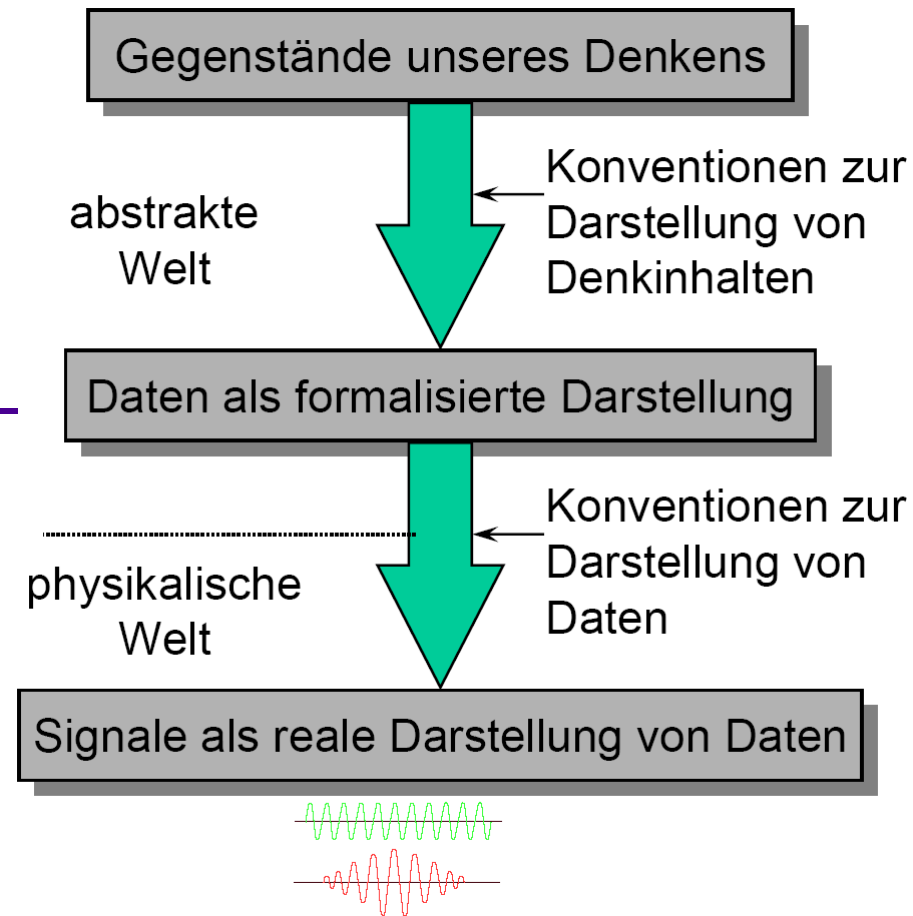 Gegenstände unseres Denkens
abstrakte
Welt
Konventionen zur
Darstellung von
Denkinhalten
Daten als formalisierte Darstellung
physikalische
Welt
Konventionen zur
Darstellung von
Daten
Signale als reale Darstellung von Daten